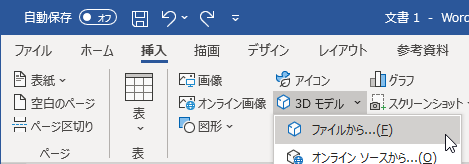 自動保存 オフ 文書 1 - Wor
ファイル ホーム 挿入 描画 デザイン レイアウト 参考資料
表紙
空白のページ
ページ区切り
ページ
表
表
画像
オンライン画像
図形
アイコン
3D モデル
グラフ
スクリーンショット
ファイルから...(F)
オンライン ソースから...(O)